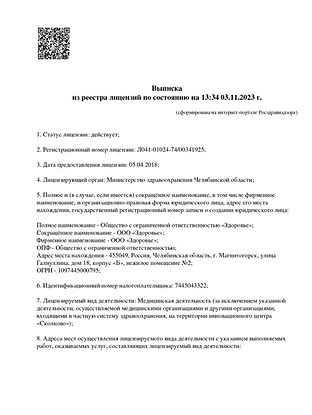 Выписка
из реестра лицензий по состоянию на 13:34 03.11.2023 г.
(сформирована на интернет-портале Росздравнадзора)
1. Статус лицензии: действует;
2. Регистрационный номер лицензии: Л041-01024-74/00341925;
3. Дата предоставления лицензии: 05.04.2018;
4. Лицензирующий орган: Министерство здравоохранения Челябинской области;
5. Полное и (в случае, если имеется) сокращённое наименование, в том числе фирменное
наименование, и организационно-правовая форма юридического лица, адрес его места
нахождения, государственный регистрационный номер записи о создании юридического лица:
Полное наименование - Общество с ограниченной ответственностью «Здоровье»;
Сокращённое наименование - ООО «Здоровье»;
Фирменное наименование - ООО «Здоровье»;
ОПФ - Общество с ограниченной ответственностью;
Адрес места нахождения - 455049, Россия, Челябинская область, г. Магнитогорск, улица
Галиуллина, дом 18, корпус «Б», нежилое помещение №2;
ОГРН - 1097445000795;
6. Идентификационный номер налогоплательщика: 7445043322;
7. Лицензируемый вид деятельности: Медицинская деятельность (за исключением указанной
деятельности, осуществляемой медицинскими организациями и другими организациями,
входящими в частную систему здравоохранения, на территории инновационного центра
«Сколково»);
8. Адреса мест осуществления лицензируемого вида деятельности с указанием выполняемых
работ, оказываемых услуг, составляющих лицензируемый вид деятельности: